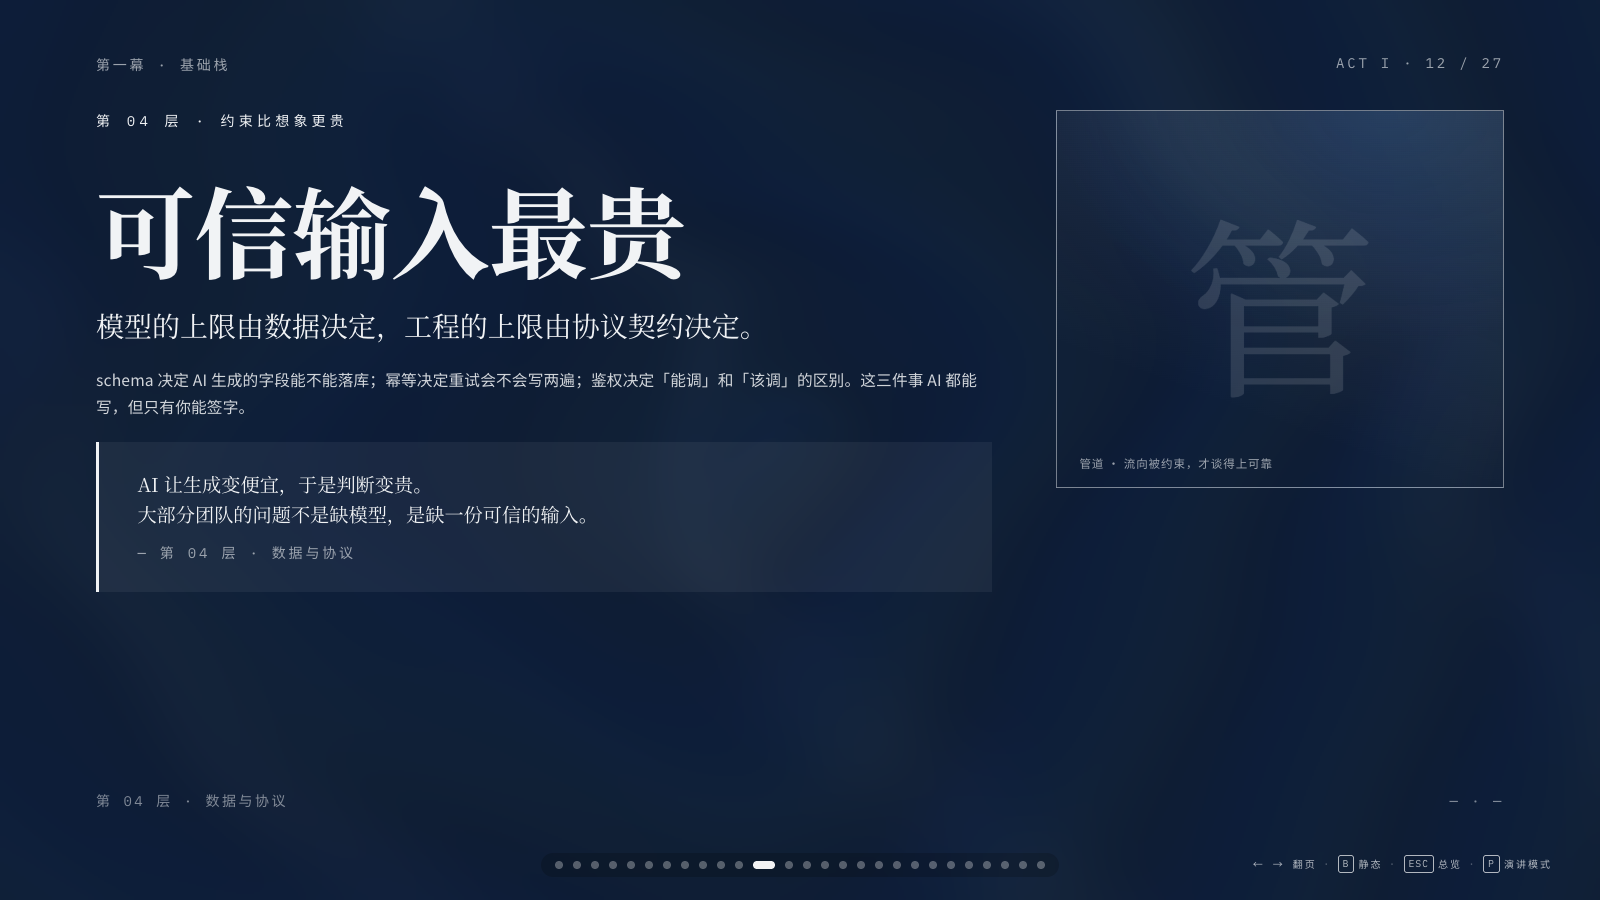 第一幕 · 基础栈
ACT I · 12 / 27
第 04 层 · 约束比想象更贵
可信输入最贵
模型的上限由数据决定，工程的上限由协议契约决定。
schema 决定 AI 生成的字段能不能落库；幂等决定重试会不会写两遍；鉴权决定「能调」和「该调」的区别。这三件事 AI 都能
写，但只有你能签字。
AI 让生成变便宜，于是判断变贵。
大部分团队的问题不是缺模型，是缺一份可信的输入。
— 第 04 层 · 数据与协议
管
管道 · 流向被约束，才谈得上可靠
第 04 层 · 数据与协议
— · —
← → 翻页 · B 静态 · ESC 总览 · P 演讲模式